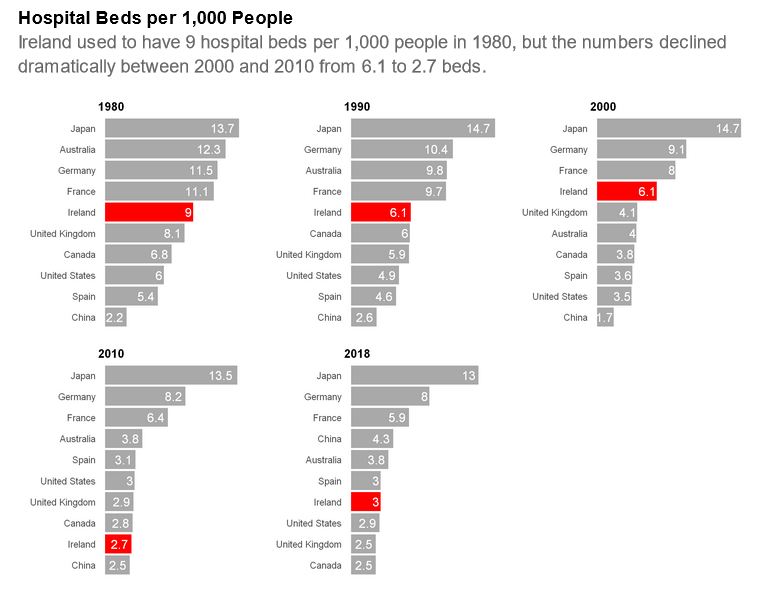 Hospital Beds per 1,000 People
Ireland used to have 9 hospital beds per 1,000 people in 1980, but the numbers declined
dramatically between 2000 and 2010 from 6.1 to 2.7 beds.
1980
Japan 13.7
Australia 12.3
Germany 11.5
France 11.1
Ireland 9
United Kingdom 8.1
Canada 6.8
United States 6
Spain 5.4
China 2.2
1990
Japan 14.7
Germany 10.4
Australia 9.8
France 9.7
Ireland 6.1
Canada 6
United Kingdom 5.9
United States 4.9
Spain 4.6
China 2.6
2000
Japan 14.7
Germany 9.1
France 8
Ireland 6.1
United Kingdom 4.1
Australia 4
Canada 3.8
Spain 3.6
United States 3.5
China 1.7
2010
Japan 13.5
Germany 8.2
France 6.4
Australia 3.8
Spain 3.1
United States 3
United Kingdom 2.9
Canada 2.8
Ireland 2.7
China 2.5
2018
Japan 13
Germany 8
France 5.9
China 4.3
Australia 3.8
Spain 3
Ireland 3
United States 2.9
United Kingdom 2.5
Canada 2.5